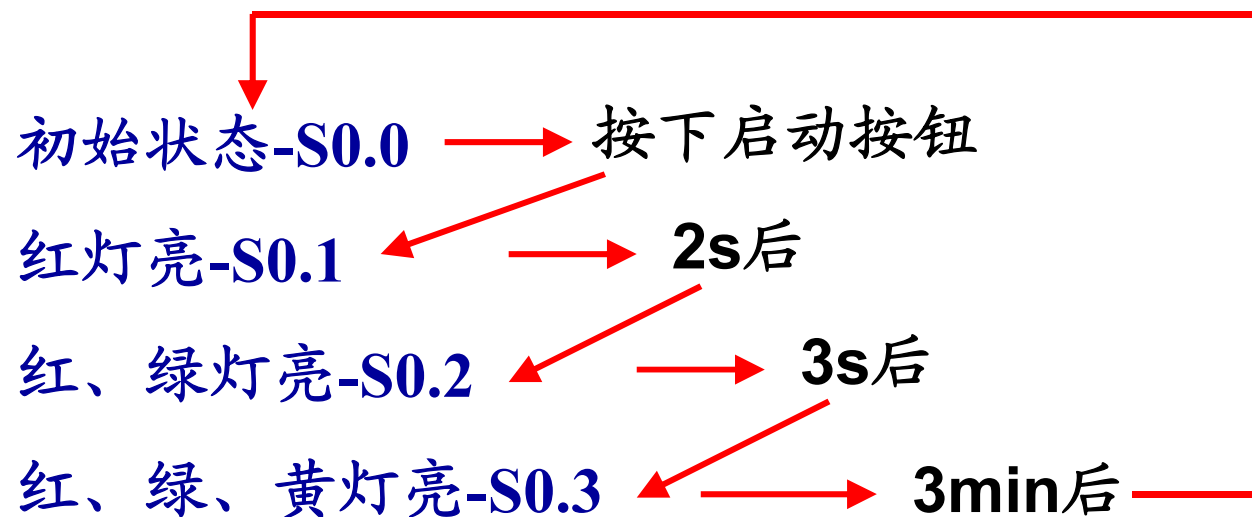 初始状态-S0.0 按下启动按钮
红灯亮-S0.1 2s后
红、绿灯亮-S0.2 3s后
红、绿、黄灯亮-S0.3 3min后